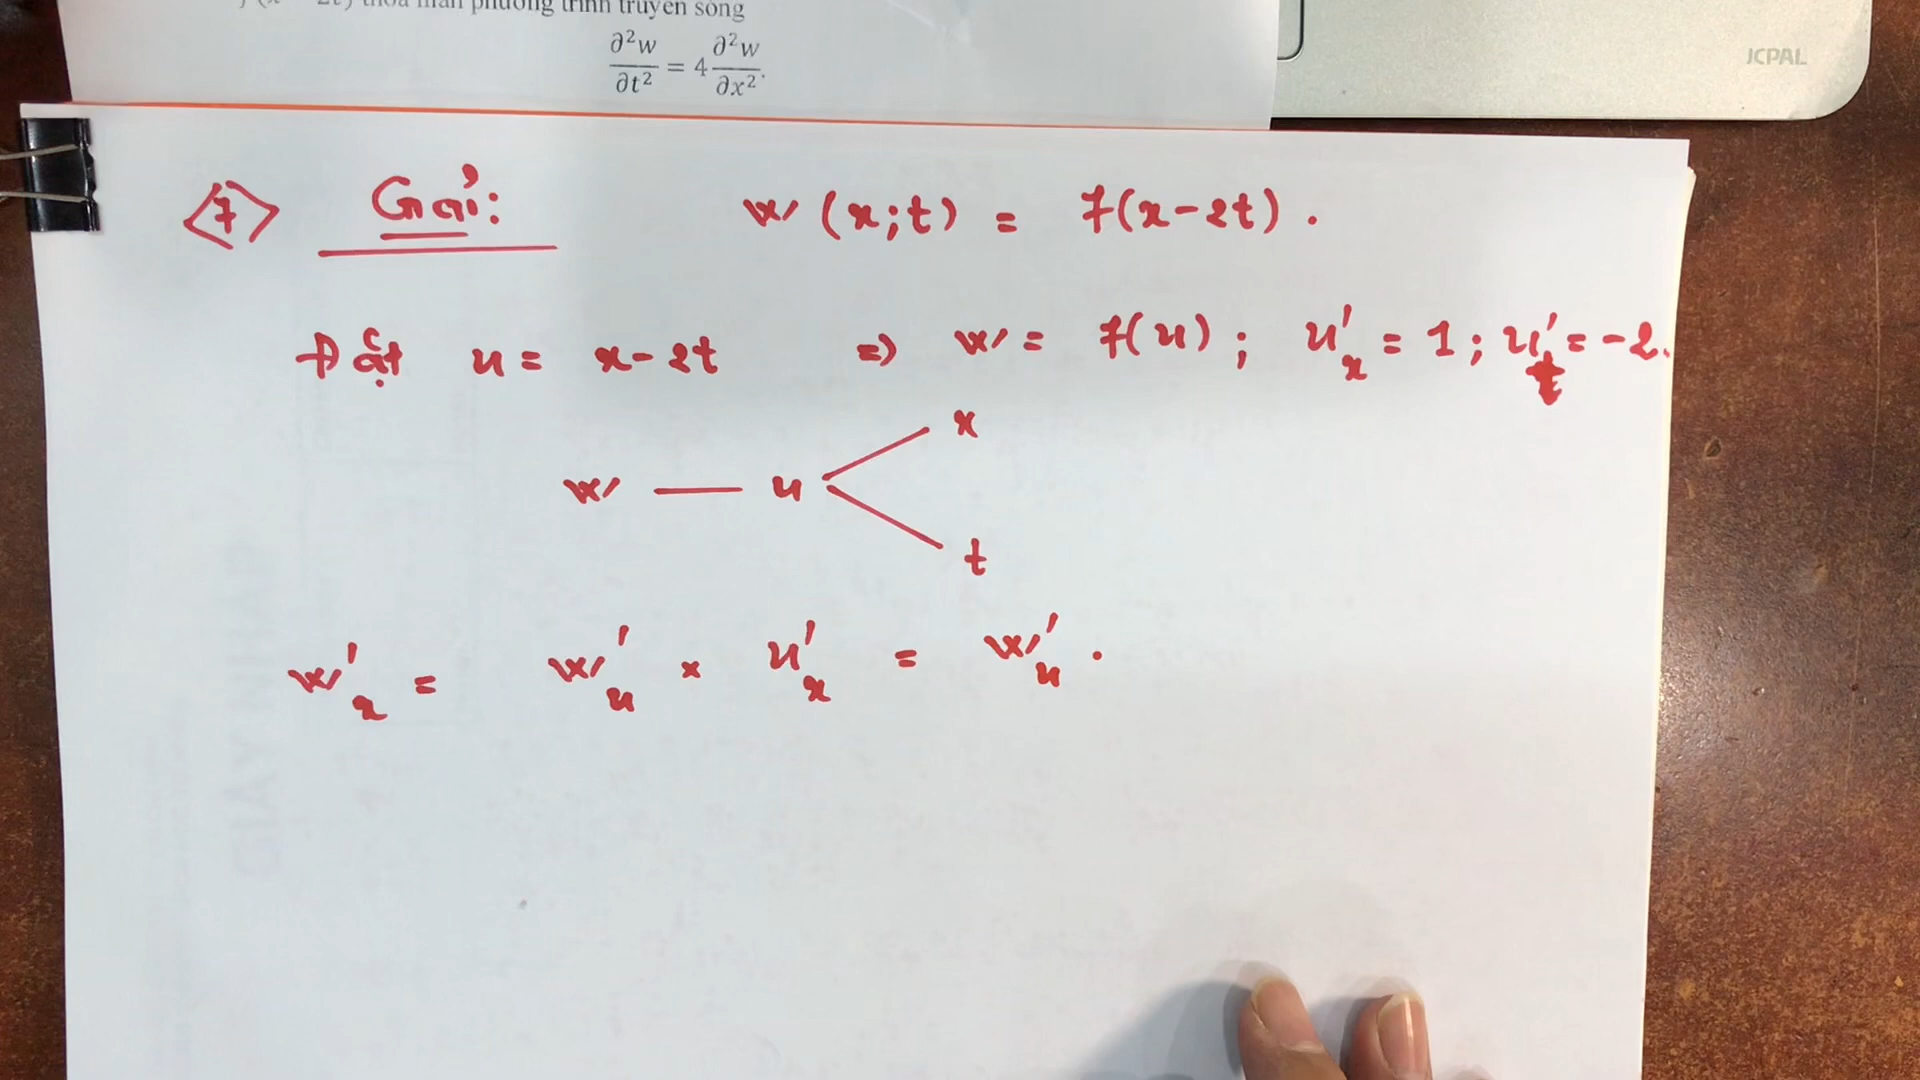 thỏa mãn phương trình truyền sóng
∂²w/∂t² = 4 ∂²w/∂x².
JCPAL
<7> Giải: w(x;t) = f(x-2t).
Đặt u = x-2t => w = f(u); u'ₓ = 1; u'ₜ = -2.
x
w — u
t
w'ₓ = w'ᵤ × u'ₓ = w'ᵤ.